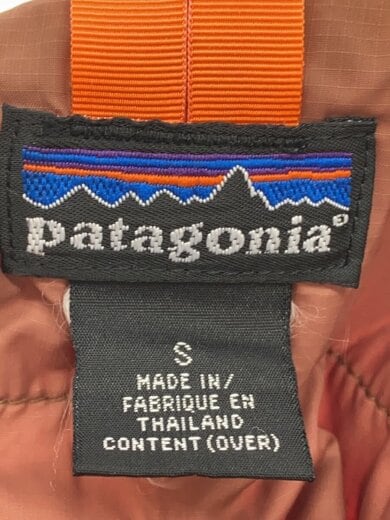 patagonia®
S
MADE IN/
FABRIQUE EN
THAILAND
CONTENT (OVER)